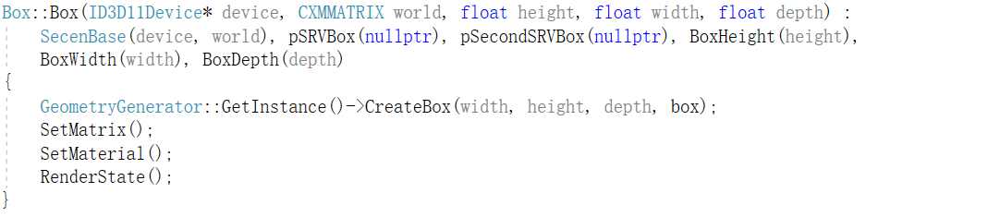 Box::Box(ID3D11Device* device, CXMMATRIX world, float height, float width, float depth) :
SecenBase(device, world), pSRVBox(nullptr), pSecondSRVBox(nullptr), BoxHeight(height),
BoxWidth(width), BoxDepth(depth)
{
GeometryGenerator::GetInstance()->CreateBox(width, height, depth, box);
SetMatrix();
SetMaterial();
RenderState();
}